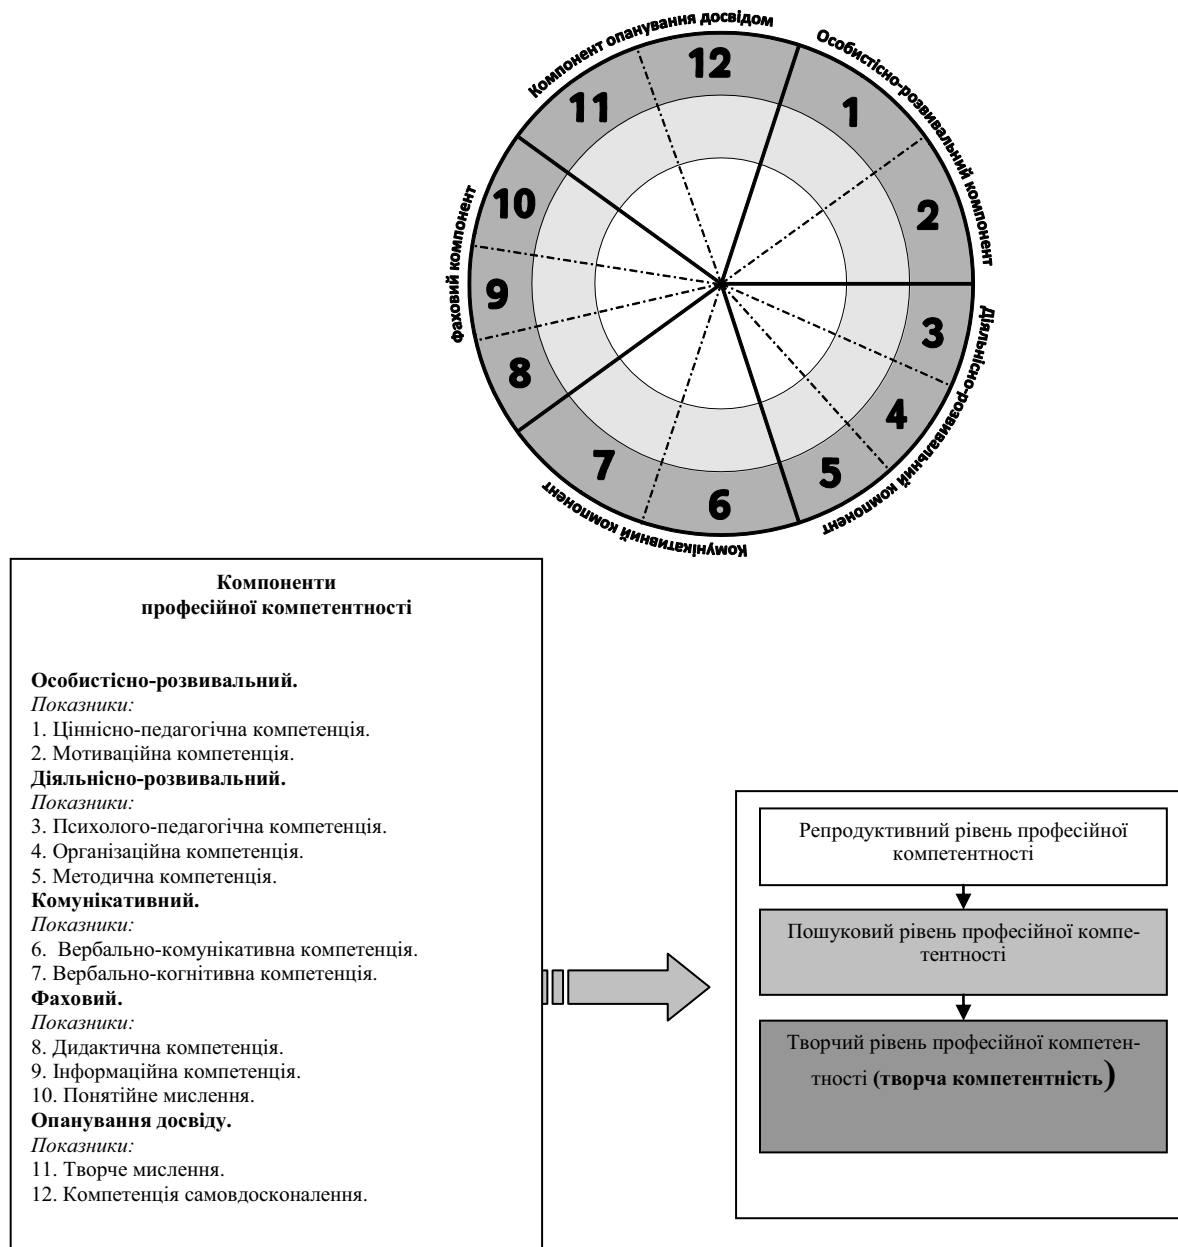 Компонент опанування досвідом
Особистісно-розвивальний компонент
Діяльнісно-розвивальний компонент
Комунікативний компонент
Фаховий компонент
12
1
2
3
4
5
6
7
8
9
10
11
Компоненти
професійної компетентності
Особистісно-розвивальний.
Показники:
1. Ціннісно-педагогічна компетенція.
2. Мотиваційна компетенція.
Діяльнісно-розвивальний.
Показники:
3. Психолого-педагогічна компетенція.
4. Організаційна компетенція.
5. Методична компетенція.
Комунікативний.
Показники:
6. Вербально-комунікативна компетенція.
7. Вербально-когнітивна компетенція.
Фаховий.
Показники:
8. Дидактична компетенція.
9. Інформаційна компетенція.
10. Понятійне мислення.
Опанування досвіду.
Показники:
11. Творче мислення.
12. Компетенція самовдосконалення.
Репродуктивний рівень професійної
компетентності
Пошуковий рівень професійної компе-
тентності
Творчий рівень професійної компетен-
тності (творча компетентність)